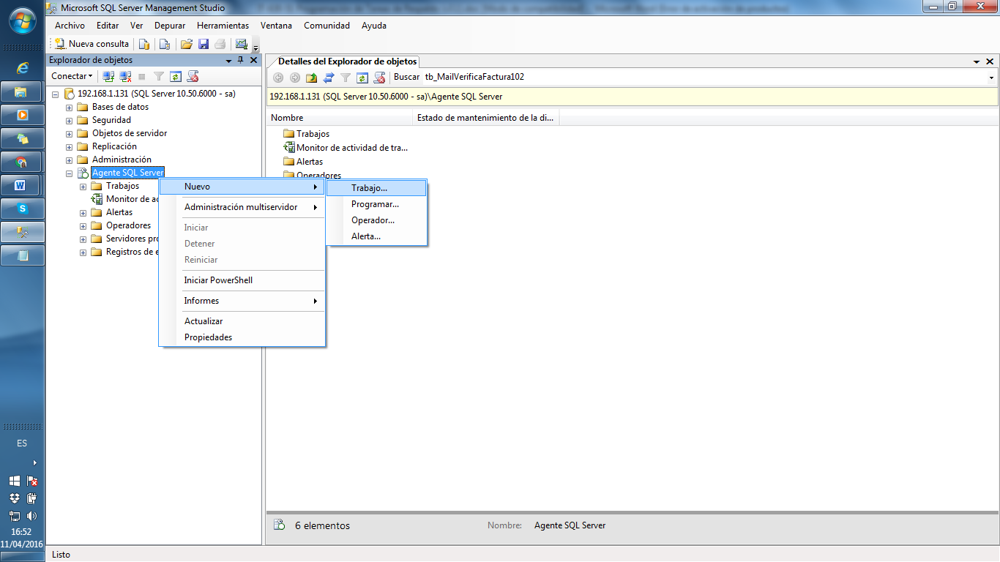 Microsoft SQL Server Management Studio
Archivo Editar Ver Depurar Herramientas Ventana Comunidad Ayuda
Nueva consulta
Explorador de objetos
Conectar
192.168.1.131 (SQL Server 10.50.6000 - sa)
Bases de datos
Seguridad
Objetos de servidor
Replicación
Administración
Agente SQL Server
Trabajos
Monitor de ac
Alertas
Operadores
Servidores pro
Registros de e
Nuevo
Administración multiservidor
Iniciar
Detener
Reiniciar
Iniciar PowerShell
Informes
Actualizar
Propiedades
Trabajo...
Programar...
Operador...
Alerta...
Detalles del Explorador de objetos
Buscar tb_MailVerificaFactura102
192.168.1.131 (SQL Server 10.50.6000 - sa)\Agente SQL Server
Nombre Estado de mantenimiento de la di...
Trabajos
Monitor de actividad de tra...
Alertas
Operadores
6 elementos Nombre: Agente SQL Server
Listo
ES
16:52
11/04/2016